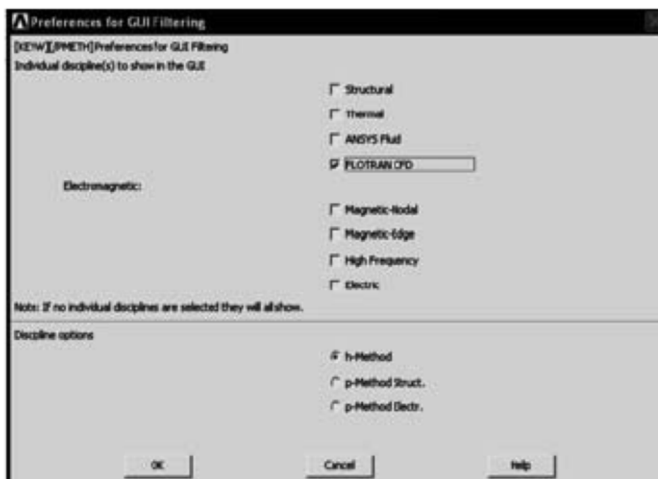 Preferences for GUI Filtering
[KEYW][/PMETH]Preferences for GUI Filtering
Individual discipline(s) to show in the GUI
Structural
Thermal
ANSYS Fluid
FLOTRAN CFD
Electromagnetic:
Magnetic-Nodal
Magnetic-Edge
High Frequency
Electric
Note: If no individual disciplines are selected they will all show.
Discipline options
h-Method
p-Method Struct.
p-Method Electr.
OK Cancel Help